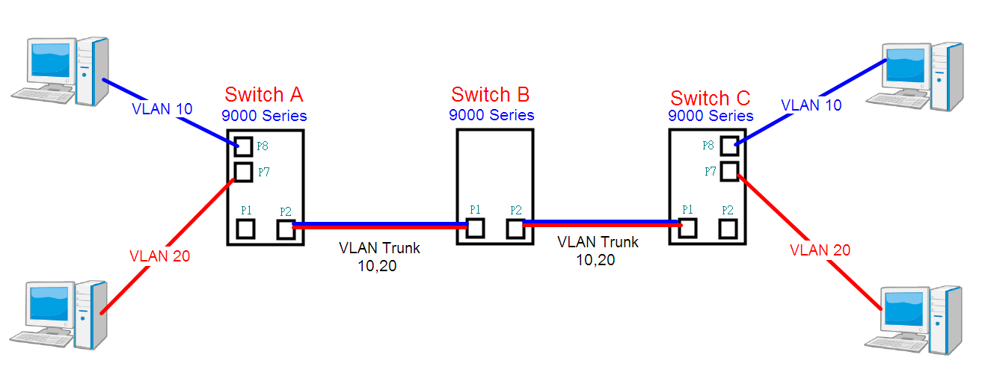 Switch A
9000 Series
Switch B
9000 Series
Switch C
9000 Series
VLAN 10
VLAN 10
P8
P7
P1
P2
P1
P2
P8
P7
P1
P2
VLAN 20
VLAN 20
VLAN Trunk
10,20
VLAN Trunk
10,20